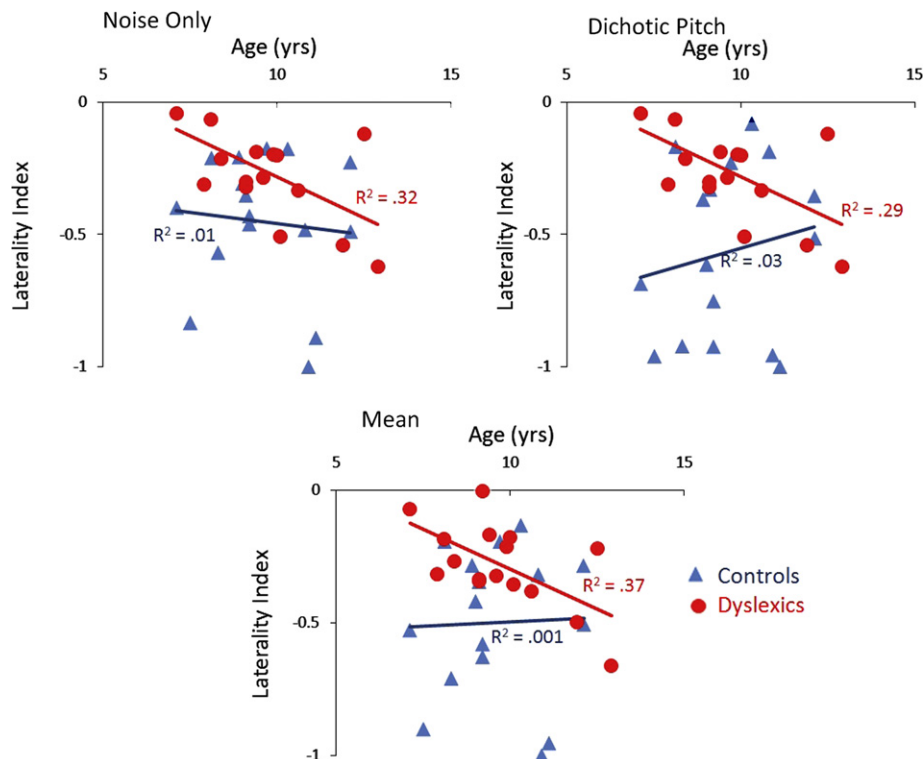 Noise Only
Age (yrs)
5
10
15
0
-0.5
-1
Laterality Index
R² = .32
R² = .01
Dichotic Pitch
Age (yrs)
5
10
15
0
-0.5
-1
Laterality Index
R² = .29
R² = .03
Mean
Age (yrs)
5
10
15
0
-0.5
-1
Laterality Index
R² = .37
R² = .001
Controls
Dyslexics